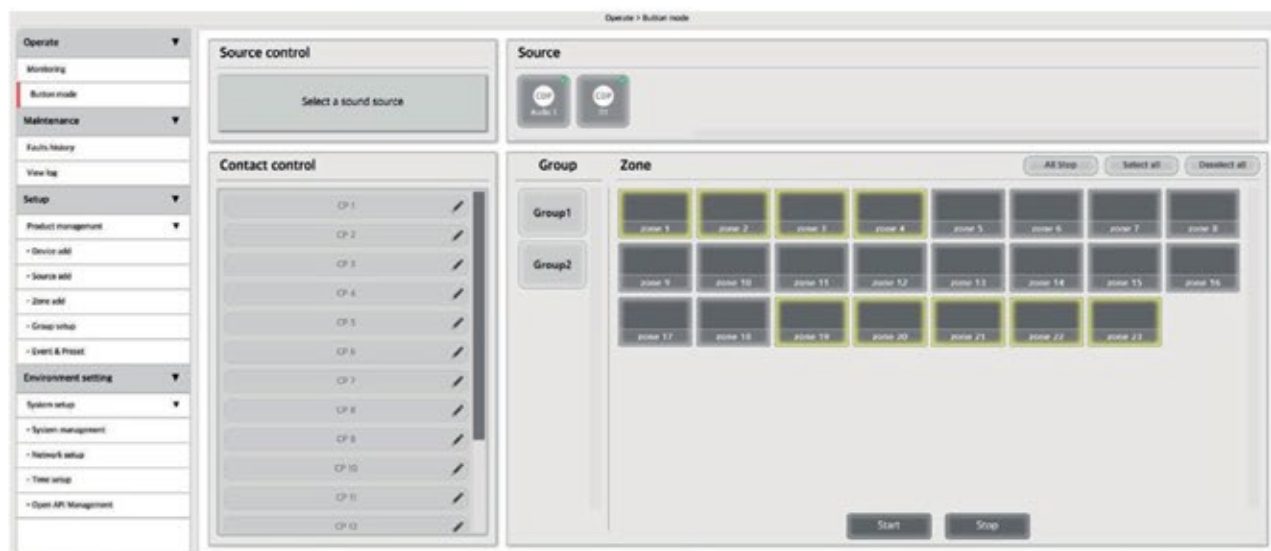 Operate > Button mode
Operate
Monitoring
Button mode
Maintenance
Faults history
View log
Setup
Product management
- Device add
- Source add
- Zone add
- Group setup
- Event & Preset
Environment setting
System setup
- System management
- Network setup
- Time setup
- Open API Management
Source control
Select a sound source
Source
CDP
Audio 1
CDP
Contact control
CP 1
CP 2
CP 3
CP 4
CP 5
CP 6
CP 7
CP 8
CP 9
CP 10
CP 11
CP 12
Group
Group1
Group2
Zone
All Stop
Select all
Deselect all
zone 1
zone 2
zone 3
zone 4
zone 5
zone 6
zone 7
zone 8
zone 9
zone 10
zone 11
zone 12
zone 13
zone 14
zone 15
zone 16
zone 17
zone 18
zone 19
zone 20
zone 21
zone 22
zone 23
Start
Stop